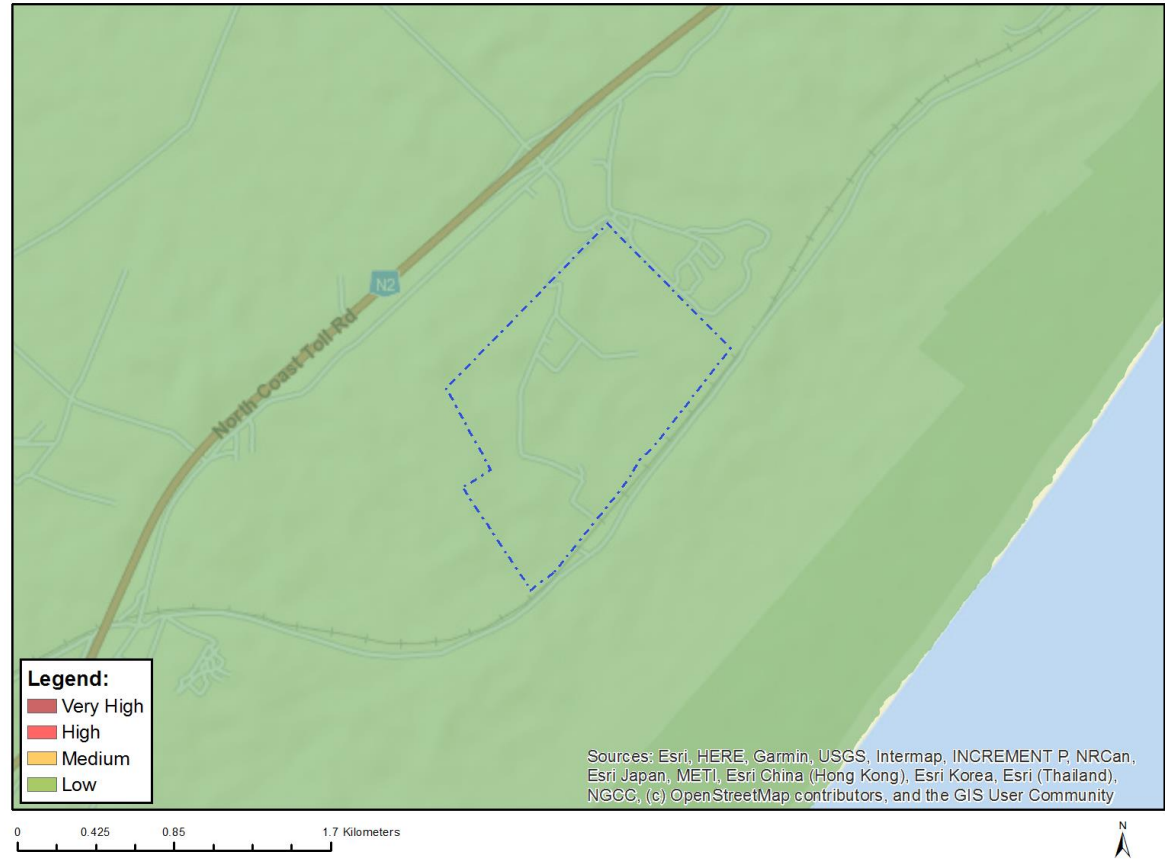 N2
North Coast Toll Rd
Legend:
Very High
High
Medium
Low
Sources: Esri, HERE, Garmin, USGS, Intermap, INCREMENT P, NRCan,
Esri Japan, METI, Esri China (Hong Kong), Esri Korea, Esri (Thailand),
NGCC, (c) OpenStreetMap contributors, and the GIS User Community
0 0.425 0.85 1.7 Kilometers
N